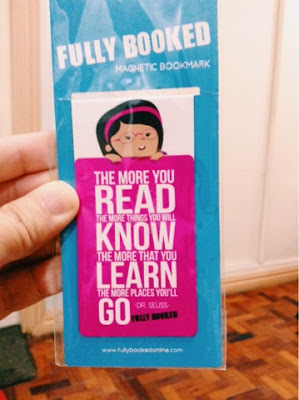 FULLY BOOKED
MAGNETIC BOOKMARK
THE MORE YOU
READ
THE MORE THINGS YOU WILL
KNOW
THE MORE THAT YOU
LEARN
THE MORE PLACES YOU'LL
GO -DR. SEUSS-
FULLY BOOKED
www.fullybookedonline.com